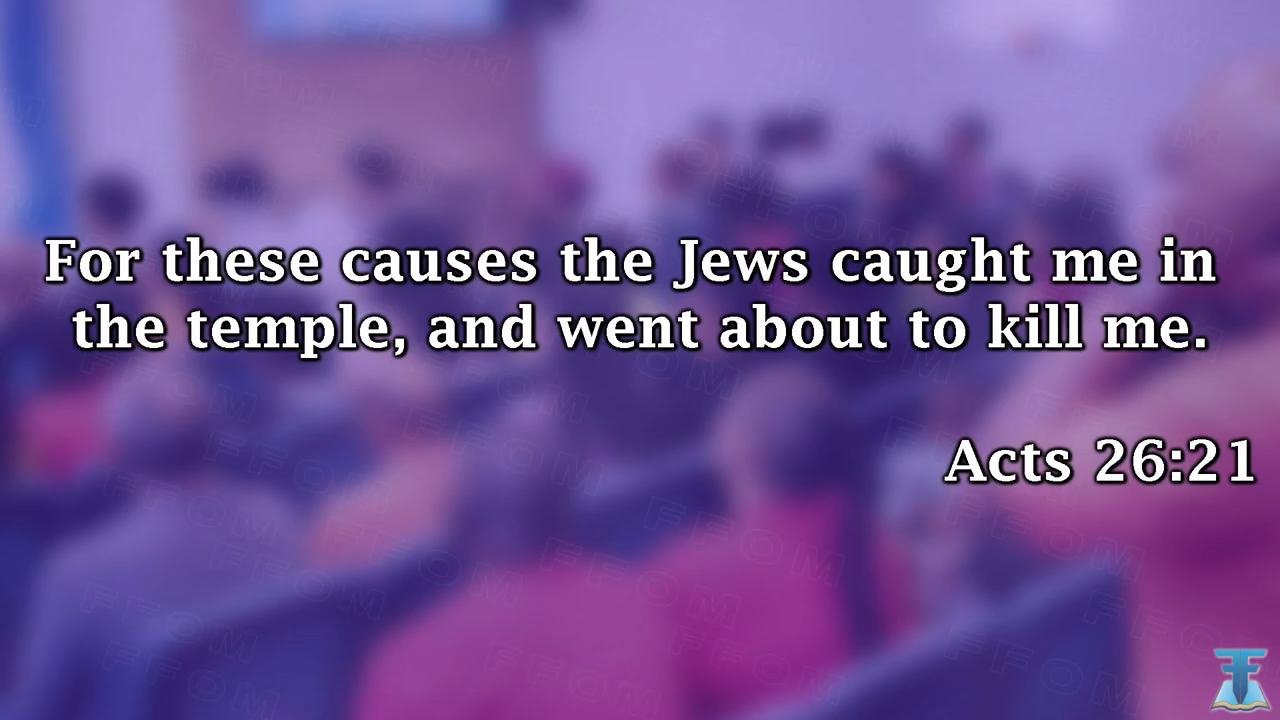 For these causes the Jews caught me in
the temple, and went about to kill me.
Acts 26:21
FFOM